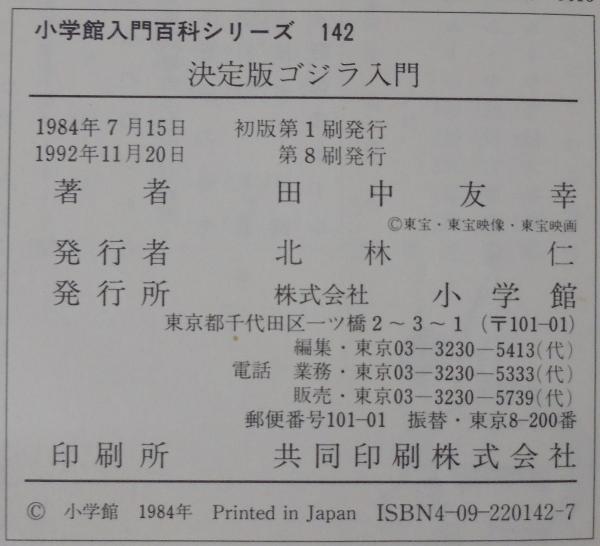 小学館入門百科シリーズ 142
決定版ゴジラ入門
1984年7月15日 初版第1刷発行
1992年11月20日 第8刷発行
著者 田中友幸
©東宝・東宝映像・東宝映画
発行者 北林仁
発行所 株式会社 小学館
東京都千代田区一ツ橋2〜3〜1（〒101-01）
編集・東京03―3230―5413(代)
電話 業務・東京03―3230―5333(代)
販売・東京03―3230―5739(代)
郵便番号101-01 振替・東京8-200番
印刷所 共同印刷株式会社
© 小学館 1984年 Printed in Japan ISBN4-09-220142-7